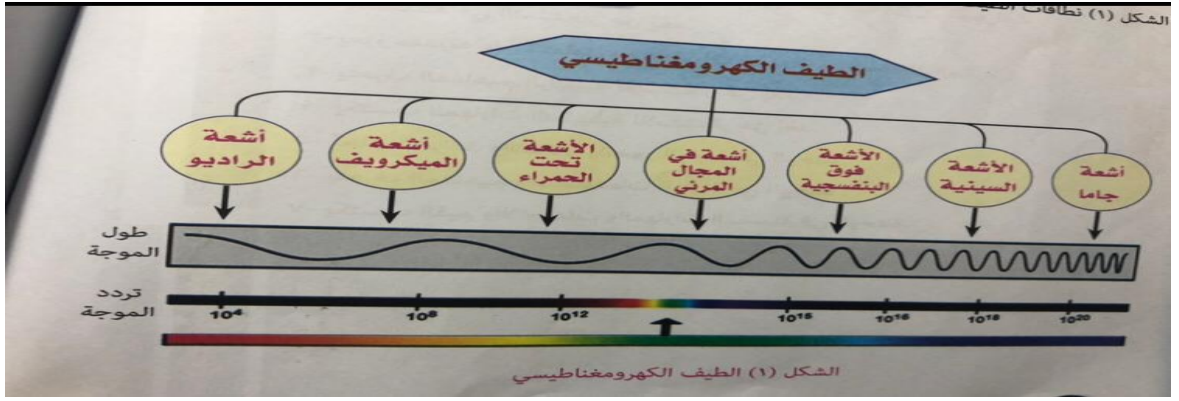 الشكل (١) نطاقات
الطيف الكهرومغناطيسي
أشعة
الراديو
أشعة
الميكرويف
الأشعة
تحت
الحمراء
أشعة في
المجال
المرئي
الأشعة
فوق
البنفسجية
الأشعة
السينية
أشعة
جاما
طول
الموجة
تردد
الموجة
10⁴
10⁸
10¹²
10¹⁵
10¹⁶
10¹⁸
10²⁰
الشكل (١) الطيف الكهرومغناطيسي